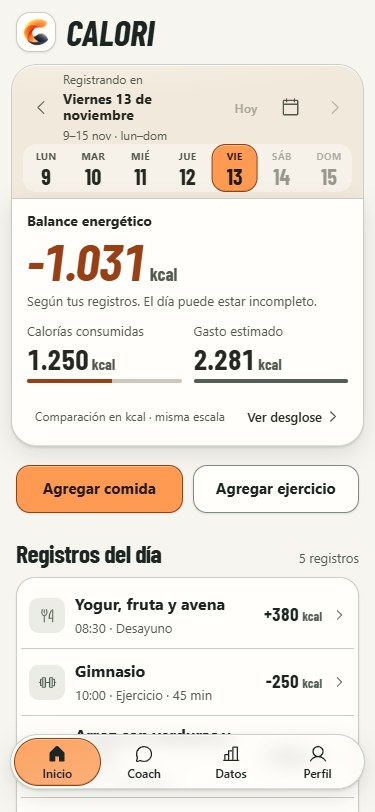 CALORI
Registrando en
Viernes 13 de
noviembre
Hoy
9–15 nov · lun–dom
LUN MAR MIÉ JUE VIE SÁB DOM
9 10 11 12 13 14 15
Balance energético
-1.031 kcal
Según tus registros. El día puede estar incompleto.
Calorías consumidas Gasto estimado
1.250 kcal 2.281 kcal
Comparación en kcal · misma escala Ver desglose
Agregar comida Agregar ejercicio
Registros del día 5 registros
Yogur, fruta y avena
+380 kcal
08:30 · Desayuno
Gimnasio
-250 kcal
10:00 · Ejercicio · 45 min
Inicio Coach Datos Perfil